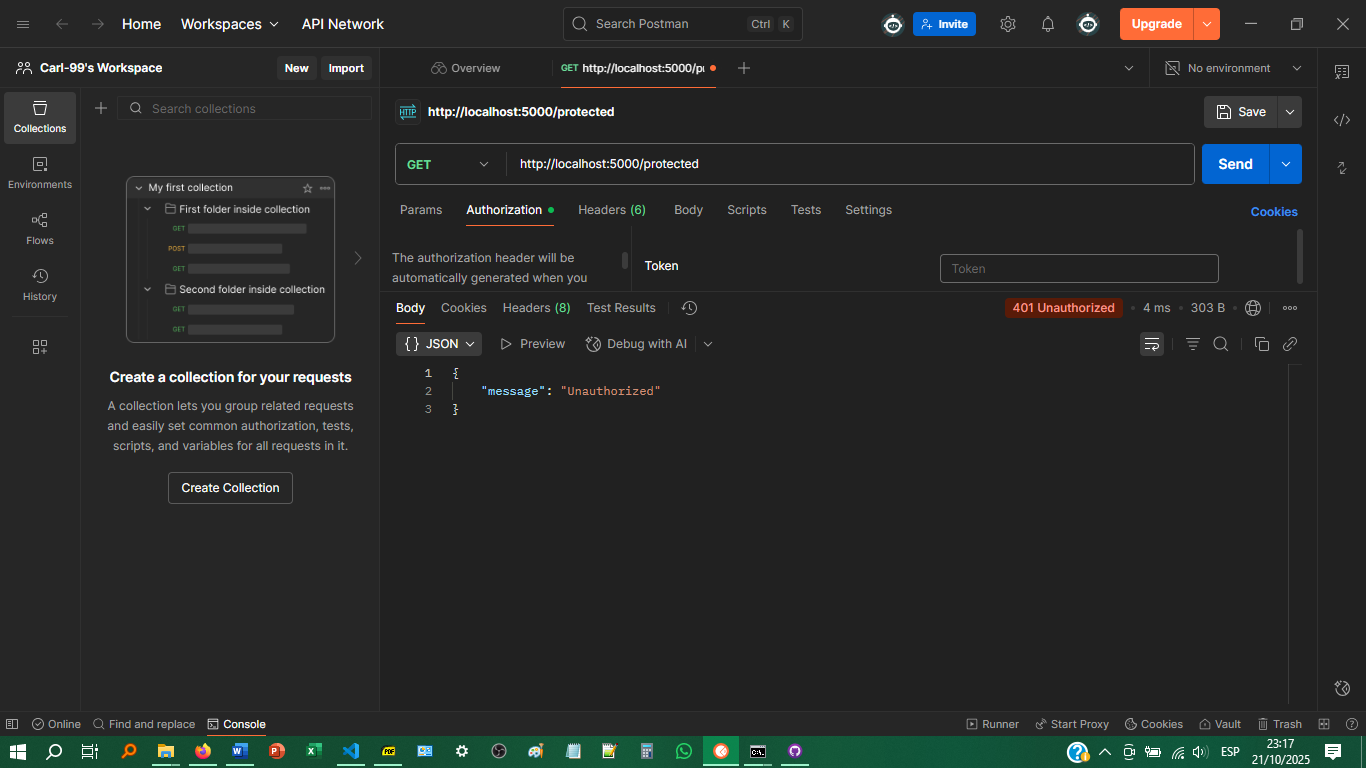 Home
Workspaces
API Network
Search Postman
Ctrl K
Invite
Upgrade
Carl-99's Workspace
New
Import
Overview
GET http://localhost:5000/p
No environment
Collections
Search collections
HTTP http://localhost:5000/protected
Save
Environments
GET
http://localhost:5000/protected
Send
Flows
History
My first collection
First folder inside collection
GET
POST
GET
Second folder inside collection
GET
GET
Create a collection for your requests
A collection lets you group related requests
and easily set common authorization, tests,
scripts, and variables for all requests in it.
Create Collection
Params
Authorization
Headers (6)
Body
Scripts
Tests
Settings
Cookies
The authorization header will be
automatically generated when you
Token
Token
Body
Cookies
Headers (8)
Test Results
401 Unauthorized
4 ms
303 B
{ } JSON
Preview
Debug with AI
1 {
2 "message": "Unauthorized"
3 }
Online
Find and replace
Console
Runner
Start Proxy
Cookies
Vault
Trash
ESP
23:17
21/10/2025